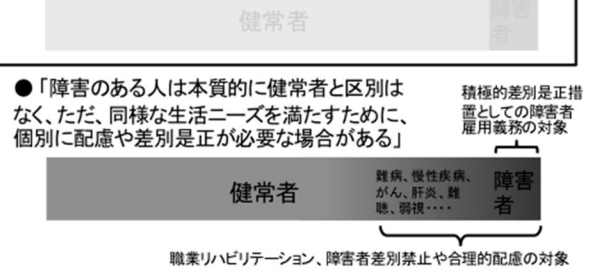 健常者
障害
者
●「障害のある人は本質的に健常者と区別は
なく、ただ、同様な生活ニーズを満たすために、
個別に配慮や差別是正が必要な場合がある」
積極的差別是正措
置としての障害者
雇用義務の対象
健常者
難病、慢性疾病、
がん、肝炎、難
聴、弱視････
障害
者
職業リハビリテーション、障害者差別禁止や合理的配慮の対象